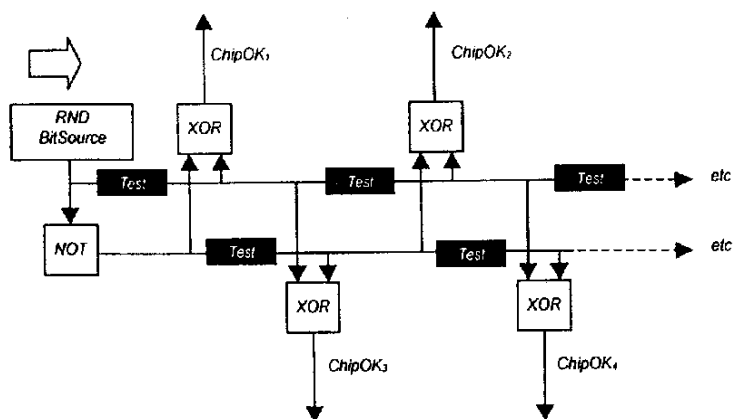 ChipOK₁
ChipOK₂
RND
BitSource
XOR
XOR
Test
Test
Test
etc
NOT
Test
Test
etc
XOR
XOR
ChipOK₃
ChipOK₄